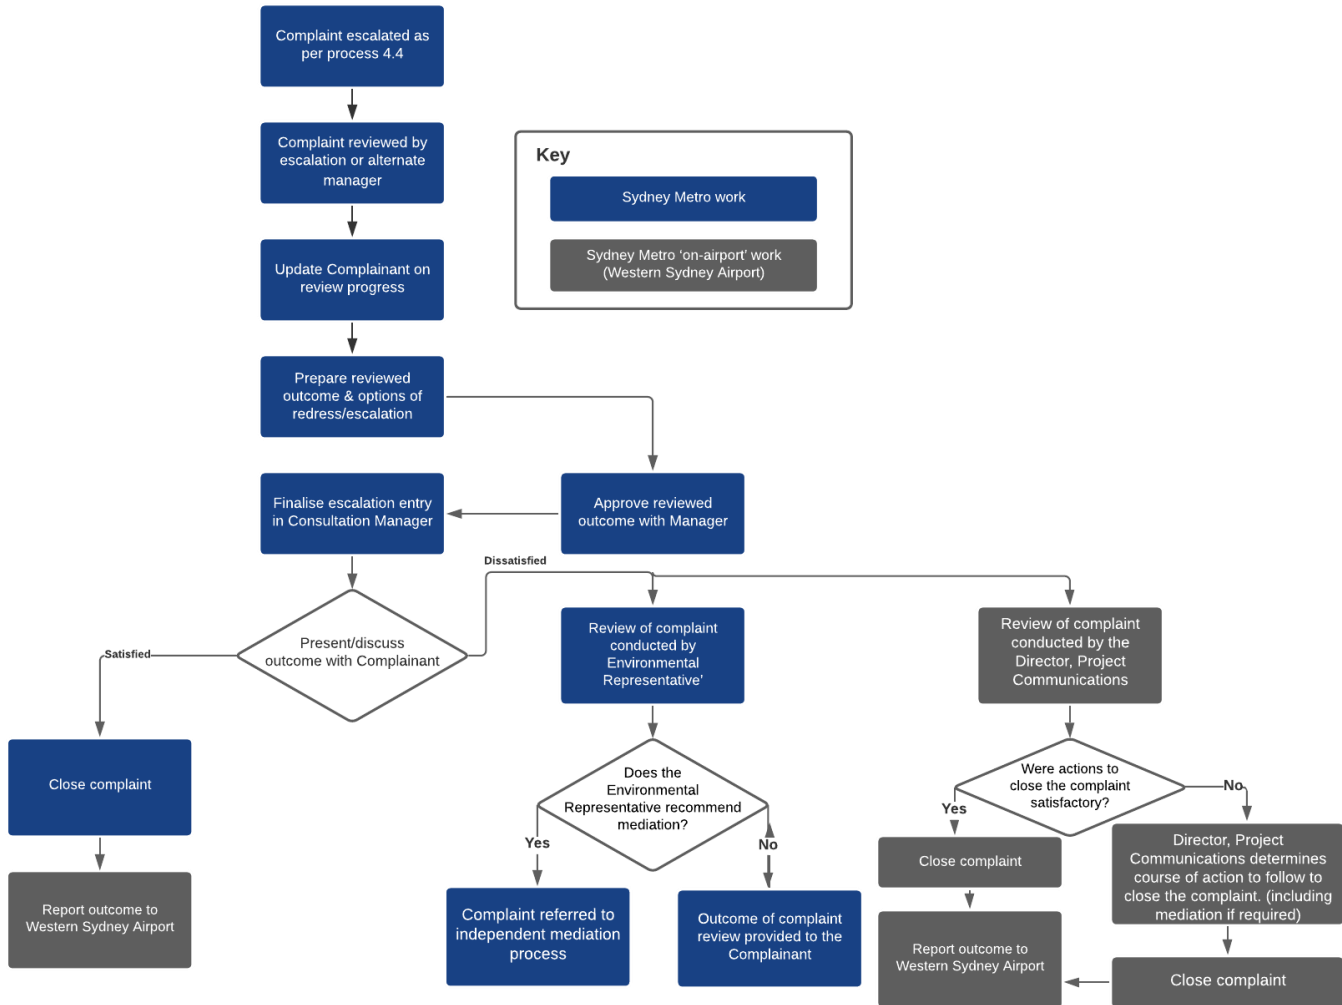 Complaint escalated as
per process 4.4
Complaint reviewed by
escalation or alternate
manager
Key
Sydney Metro work
Sydney Metro ‘on-airport’ work
(Western Sydney Airport)
Update Complainant on
review progress
Prepare reviewed
outcome & options of
redress/escalation
Finalise escalation entry
in Consultation Manager
Approve reviewed
outcome with Manager
Dissatisfied
Present/discuss
outcome with Complainant
Satisfied
Review of complaint
conducted by
Environmental
Representative’
Review of complaint
conducted by the
Director, Project
Communications
Close complaint
Report outcome to
Western Sydney Airport
Does the
Environmental
Representative recommend
mediation?
Yes
No
Complaint referred to
independent mediation
process
Outcome of complaint
review provided to the
Complainant
Were actions to
close the complaint
satisfactory?
Yes
No
Close complaint
Report outcome to
Western Sydney Airport
Director, Project
Communications determines
course of action to follow to
close the complaint. (including
mediation if required)
Close complaint